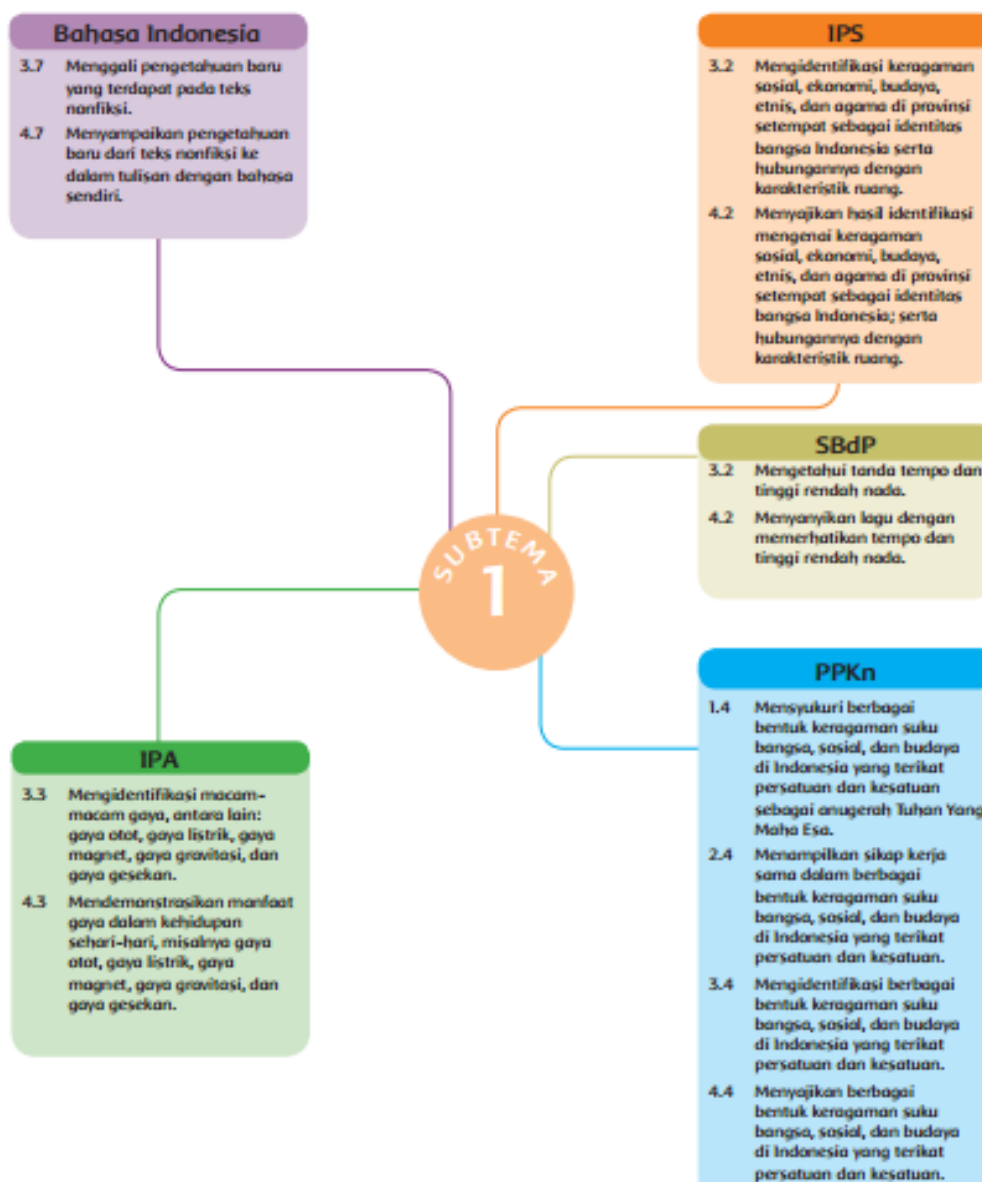 Bahasa Indonesia
3.7 Menggali pengetahuan baru
yang terdapat pada teks
nonfiksi.
4.7 Menyampaikan pengetahuan
baru dari teks nonfiksi ke
dalam tulisan dengan bahasa
sendiri.
IPS
3.2 Mengidentifikasi keragaman
sosial, ekonomi, budaya,
etnis, dan agama di provinsi
setempat sebagai identitas
bangsa Indonesia serta
hubungannya dengan
karakteristik ruang.
4.2 Menyajikan hasil identifikasi
mengenai keragaman
sosial, ekonomi, budaya,
etnis, dan agama di provinsi
setempat sebagai identitas
bangsa Indonesia; serta
hubungannya dengan
karakteristik ruang.
SBdP
3.2 Mengetahui tanda tempo dan
tinggi rendah nada.
4.2 Menyanyikan lagu dengan
memerhatikan tempo dan
tinggi rendah nada.
SUBTEMA
1
PPKn
1.4 Mensyukuri berbagai
bentuk keragaman suku
bangsa, sosial, dan budaya
di Indonesia yang terikat
persatuan dan kesatuan
sebagai anugerah Tuhan Yang
Maha Esa.
2.4 Menampilkan sikap kerja
sama dalam berbagai
bentuk keragaman suku
bangsa, sosial, dan budaya
di Indonesia yang terikat
persatuan dan kesatuan.
3.4 Mengidentifikasi berbagai
bentuk keragaman suku
bangsa, sosial, dan budaya
di Indonesia yang terikat
persatuan dan kesatuan.
4.4 Menyajikan berbagai
bentuk keragaman suku
bangsa, sosial, dan budaya
di Indonesia yang terikat
persatuan dan kesatuan.
IPA
3.3 Mengidentifikasi macam-
macam gaya, antara lain:
gaya otot, gaya listrik, gaya
magnet, gaya gravitasi, dan
gaya gesekan.
4.3 Mendemonstrasikan manfaat
gaya dalam kehidupan
sehari-hari, misalnya gaya
otot, gaya listrik, gaya
magnet, gaya gravitasi, dan
gaya gesekan.